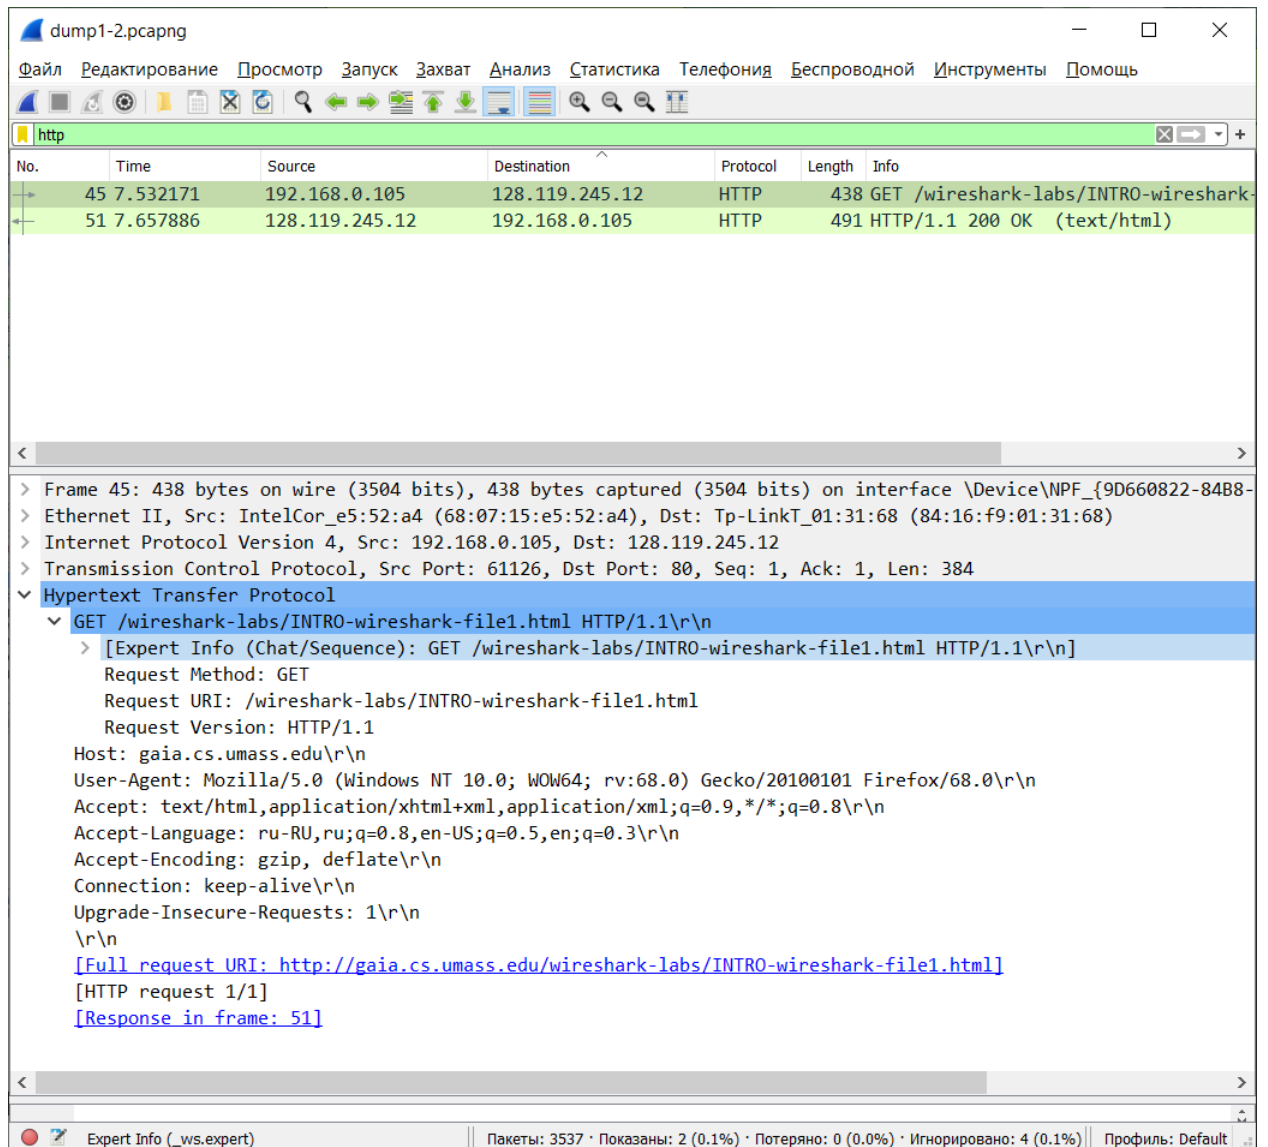 dump1-2.pcapng
Файл Редактирование Просмотр Запуск Захват Анализ Статистика Телефония Беспроводной Инструменты Помощь
http
No. Time Source Destination Protocol Length Info
45 7.532171 192.168.0.105 128.119.245.12 HTTP 438 GET /wireshark-labs/INTRO-wireshark-
51 7.657886 128.119.245.12 192.168.0.105 HTTP 491 HTTP/1.1 200 OK (text/html)
Frame 45: 438 bytes on wire (3504 bits), 438 bytes captured (3504 bits) on interface \Device\NPF_{9D660822-84B8-
Ethernet II, Src: IntelCor_e5:52:a4 (68:07:15:e5:52:a4), Dst: Tp-LinkT_01:31:68 (84:16:f9:01:31:68)
Internet Protocol Version 4, Src: 192.168.0.105, Dst: 128.119.245.12
Transmission Control Protocol, Src Port: 61126, Dst Port: 80, Seq: 1, Ack: 1, Len: 384
Hypertext Transfer Protocol
GET /wireshark-labs/INTRO-wireshark-file1.html HTTP/1.1\r\n
[Expert Info (Chat/Sequence): GET /wireshark-labs/INTRO-wireshark-file1.html HTTP/1.1\r\n]
Request Method: GET
Request URI: /wireshark-labs/INTRO-wireshark-file1.html
Request Version: HTTP/1.1
Host: gaia.cs.umass.edu\r\n
User-Agent: Mozilla/5.0 (Windows NT 10.0; WOW64; rv:68.0) Gecko/20100101 Firefox/68.0\r\n
Accept: text/html,application/xhtml+xml,application/xml;q=0.9,*/*;q=0.8\r\n
Accept-Language: ru-RU,ru;q=0.8,en-US;q=0.5,en;q=0.3\r\n
Accept-Encoding: gzip, deflate\r\n
Connection: keep-alive\r\n
Upgrade-Insecure-Requests: 1\r\n
\r\n
[Full request URI: http://gaia.cs.umass.edu/wireshark-labs/INTRO-wireshark-file1.html]
[HTTP request 1/1]
[Response in frame: 51]
Expert Info (_ws.expert) Пакеты: 3537 · Показаны: 2 (0.1%) · Потеряно: 0 (0.0%) · Игнорировано: 4 (0.1%) Профиль: Default